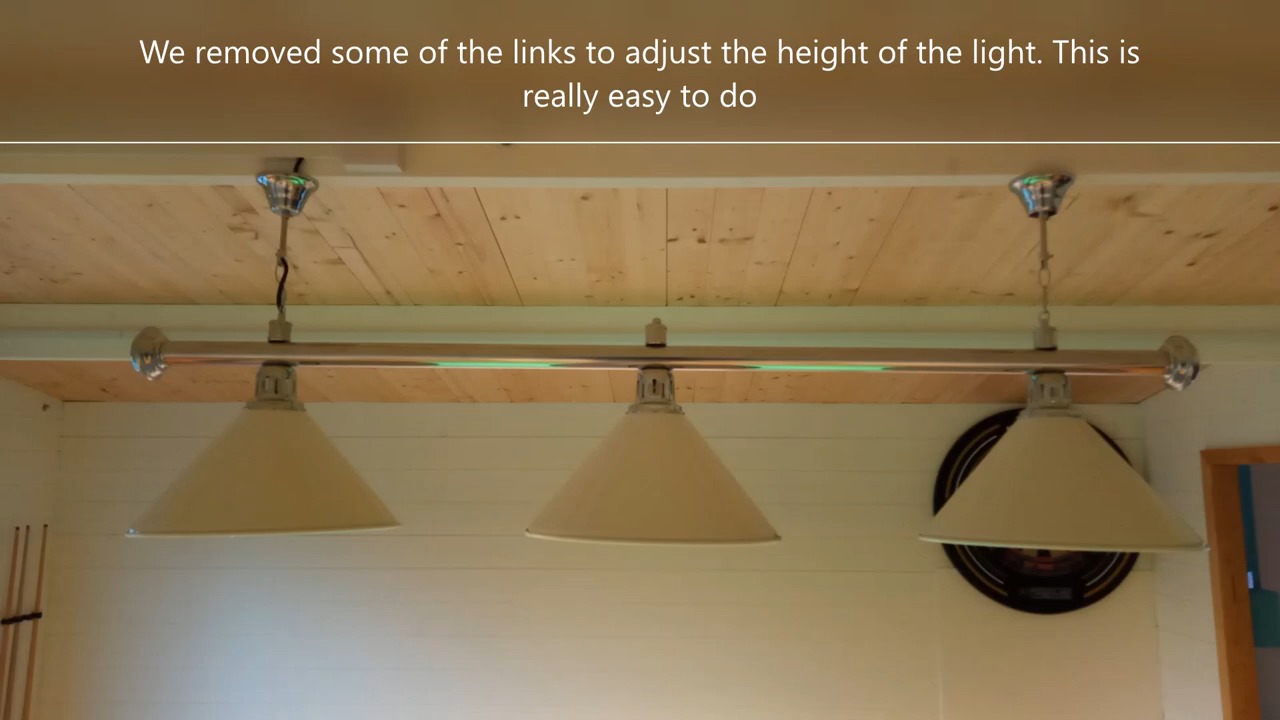 We removed some of the links to adjust the height of the light. This is
really easy to do